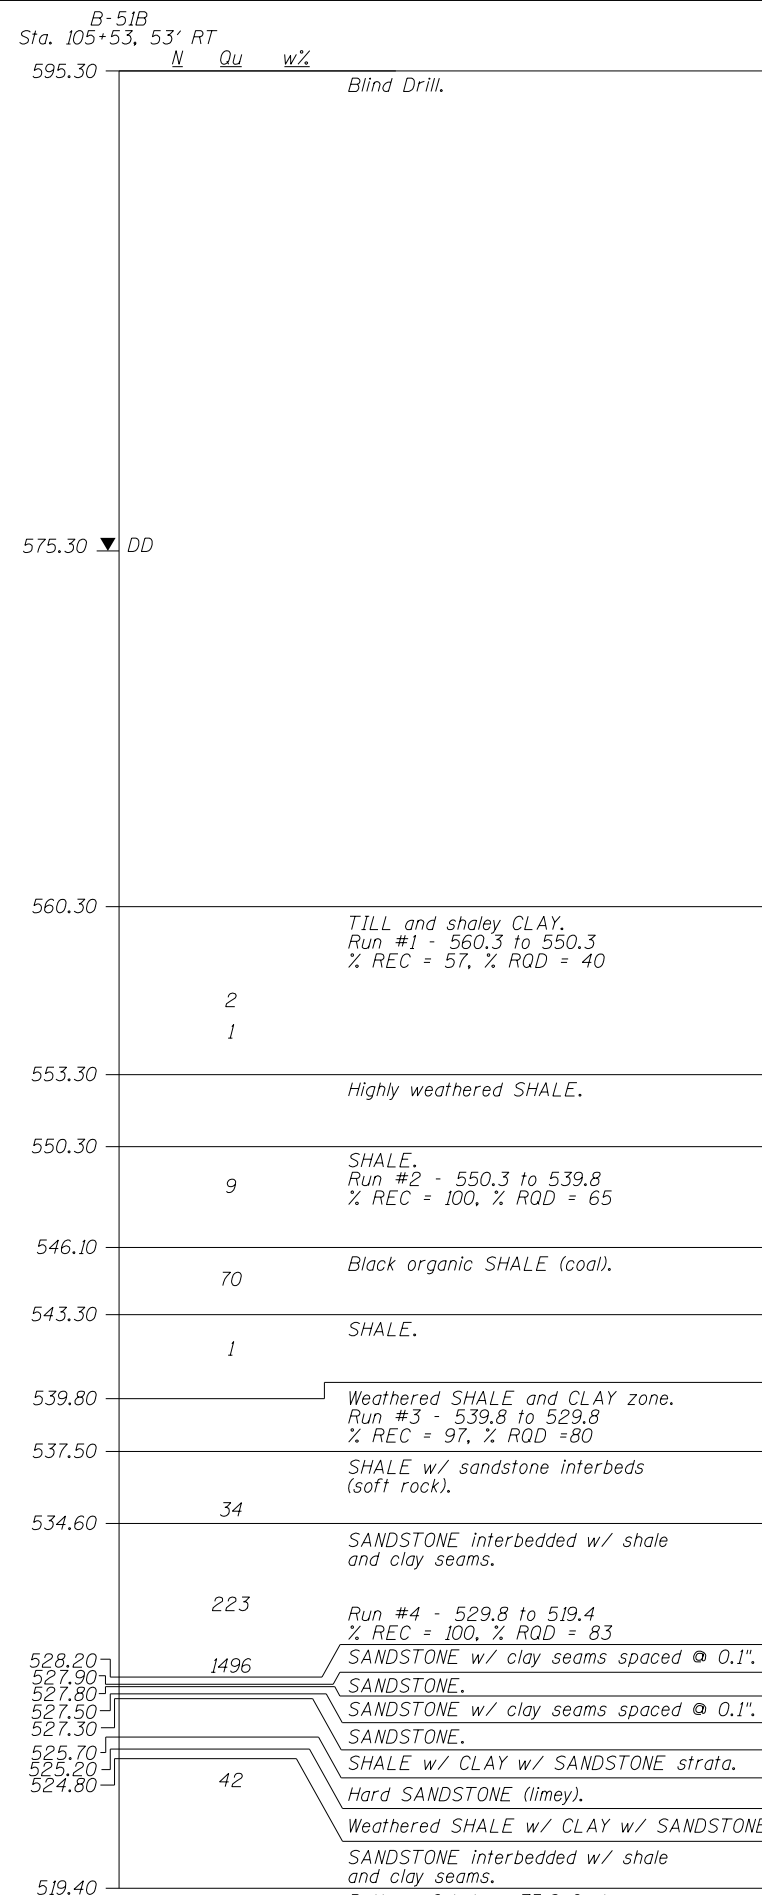 B-51B
Sta. 105+53, 53' RT
N Qu w%
595.30
Blind Drill.
575.30 DD
560.30
TILL and shaley CLAY.
Run #1 - 560.3 to 550.3
% REC = 57, % RQD = 40
2
1
553.30
Highly weathered SHALE.
550.30
SHALE.
Run #2 - 550.3 to 539.8
9
% REC = 100, % RQD = 65
546.10
Black organic SHALE (coal).
70
543.30
SHALE.
1
539.80 Weathered SHALE and CLAY zone.
Run #3 - 539.8 to 529.8
% REC = 97, % RQD =80
537.50
SHALE w/ sandstone interbeds
(soft rock).
34
534.60
SANDSTONE interbedded w/ shale
and clay seams.
223
Run #4 - 529.8 to 519.4
% REC = 100, % RQD = 83
528.20 1496 SANDSTONE w/ clay seams spaced @ 0.1".
527.90
527.80 SANDSTONE.
527.50 SANDSTONE w/ clay seams spaced @ 0.1".
527.30
SANDSTONE.
525.70
525.20 SHALE w/ CLAY w/ SANDSTONE strata.
524.80 42
Hard SANDSTONE (limey).
Weathered SHALE w/ CLAY w/ SANDSTONE
SANDSTONE interbedded w/ shale
and clay seams.
519.40